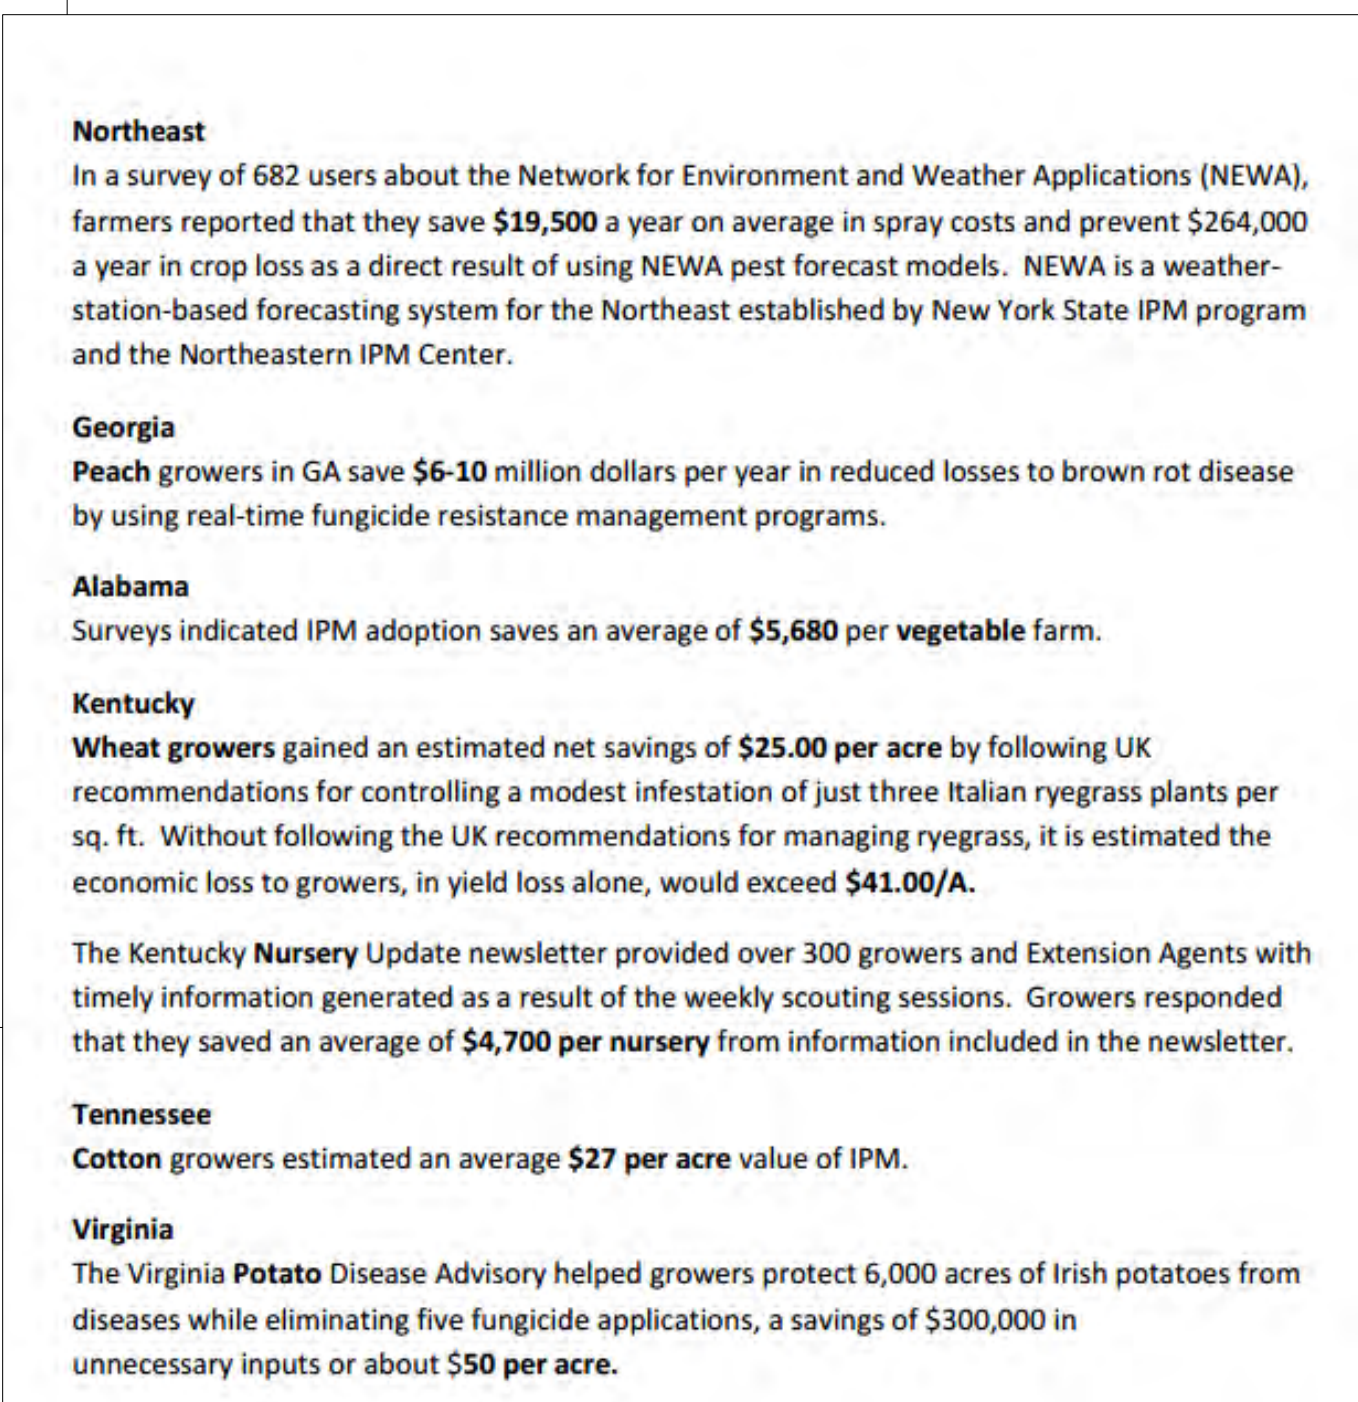 Northeast
In a survey of 682 users about the Network for Environment and Weather Applications (NEWA),
farmers reported that they save $19,500 a year on average in spray costs and prevent $264,000
a year in crop loss as a direct result of using NEWA pest forecast models.  NEWA is a weather-
station-based forecasting system for the Northeast established by New York State IPM program
and the Northeastern IPM Center.
Georgia
Peach growers in GA save $6-10 million dollars per year in reduced losses to brown rot disease
by using real-time fungicide resistance management programs.
Alabama
Surveys indicated IPM adoption saves an average of $5,680 per vegetable farm.
Kentucky
Wheat growers gained an estimated net savings of $25.00 per acre by following UK
recommendations for controlling a modest infestation of just three Italian ryegrass plants per
sq. ft.  Without following the UK recommendations for managing ryegrass, it is estimated the
economic loss to growers, in yield loss alone, would exceed $41.00/A.
The Kentucky Nursery Update newsletter provided over 300 growers and Extension Agents with
timely information generated as a result of the weekly scouting sessions.  Growers responded
that they saved an average of $4,700 per nursery from information included in the newsletter.
Tennessee
Cotton growers estimated an average $27 per acre value of IPM.
Virginia
The Virginia Potato Disease Advisory helped growers protect 6,000 acres of Irish potatoes from
diseases while eliminating five fungicide applications, a savings of $300,000 in
unnecessary inputs or about $50 per acre.